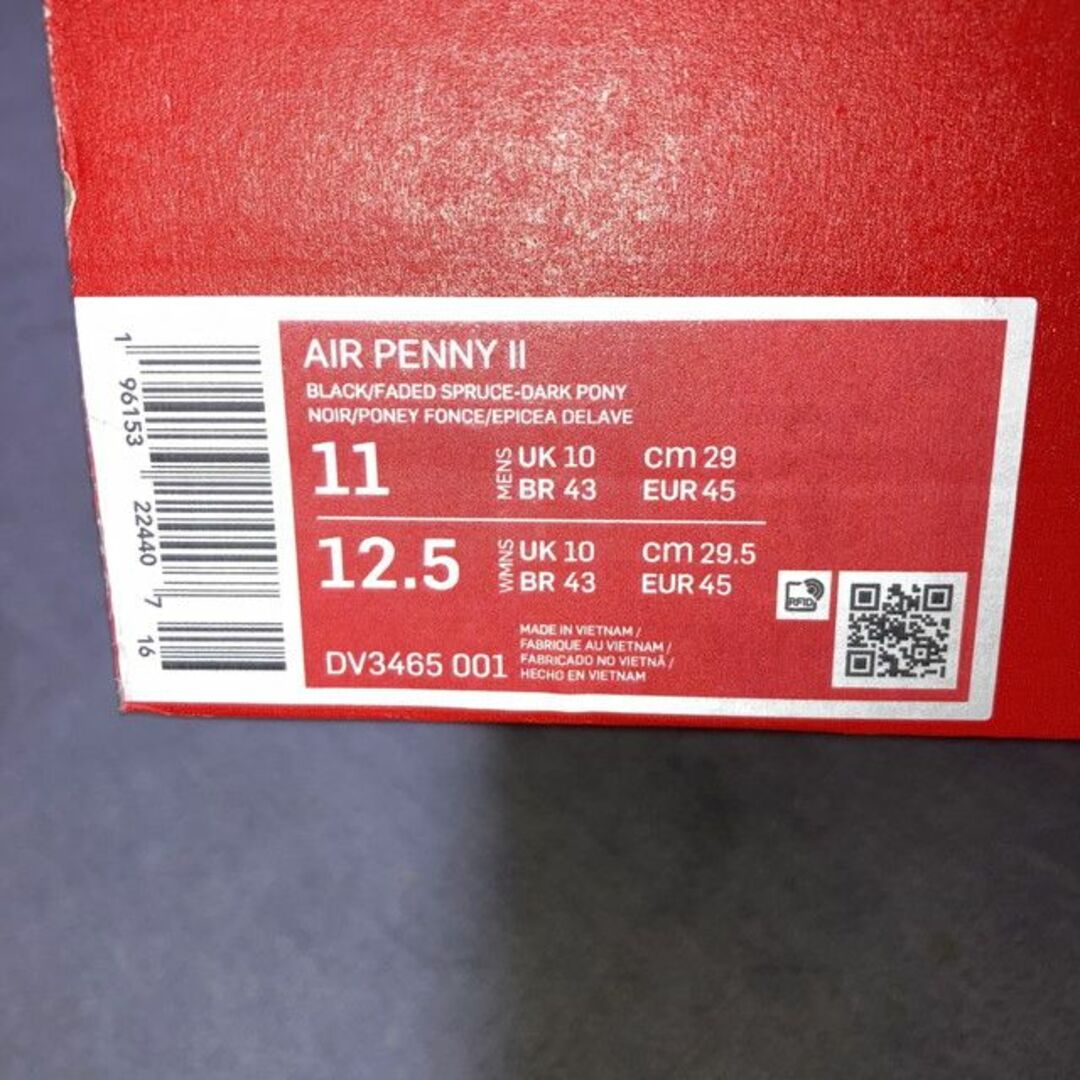 AIR PENNY II
BLACK/FADED SPRUCE-DARK PONY
NOIR/PONEY FONCE/EPICEA DELAVE
11 MENS UK 10 cm 29
BR 43 EUR 45
12.5 WMNS UK 10 cm 29.5
BR 43 EUR 45
DV3465 001
MADE IN VIETNAM /
FABRIQUE AU VIETNAM /
FABRICADO NO VIETNÃ /
HECHO EN VIETNAM
RFID
1 96153 22440 7 16